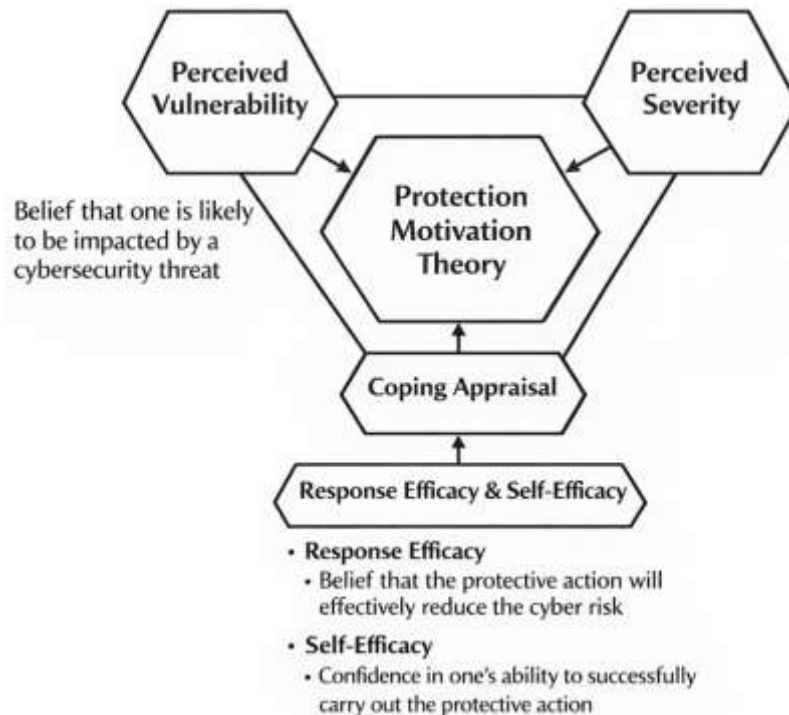 Perceived
Vulnerability
Perceived
Severity
Protection
Motivation
Theory
Belief that one is likely
to be impacted by a
cybersecurity threat
Coping Appraisal
Response Efficacy & Self-Efficacy
• Response Efficacy
• Belief that the protective action will
effectively reduce the cyber risk
• Self-Efficacy
• Confidence in one's ability to successfully
carry out the protective action